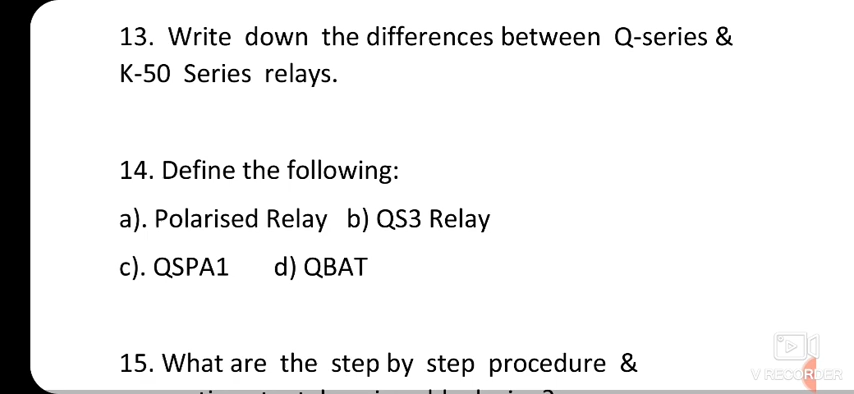 13. Write down the differences between Q-series &
K-50 Series relays.
14. Define the following:
a). Polarised Relay b) QS3 Relay
c). QSPA1 d) QBAT
15. What are the step by step procedure &
V RECORDER